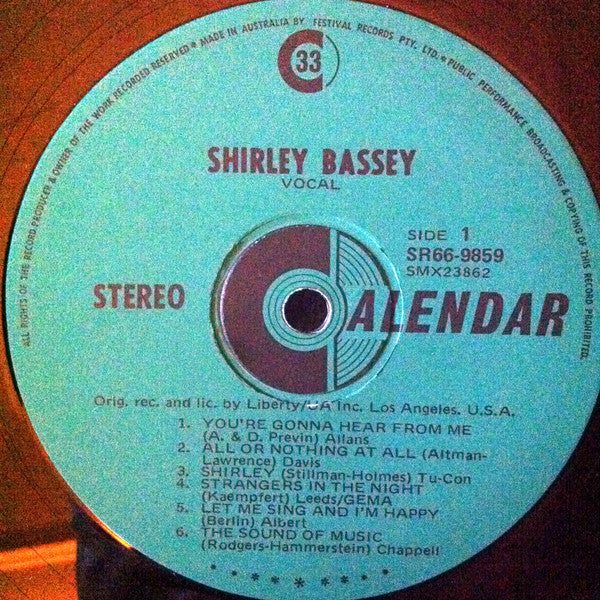 ALL RIGHTS OF THE RECORD PRODUCER & OWNER OF THE WORK RECORDED RESERVED ★ MADE IN AUSTRALIA BY FESTIVAL RECORDS PTY. LTD. ★ PUBLIC PERFORMANCE BROADCASTING & COPYING OF THIS RECORD PROHIBITED.
C 33
SHIRLEY BASSEY
VOCAL
SIDE 1
SR66-9859
SMX23862
STEREO
CALENDAR
Orig. rec. and lic. by Liberty/UA Inc. Los Angeles. U.S.A.
1. YOU'RE GONNA HEAR FROM ME
(A. & D. Previn) Allans
2. ALL OR NOTHING AT ALL (Altman-
Lawrence) Davis
3. SHIRLEY (Stillman-Holmes) Tu-Con
4. STRANGERS IN THE NIGHT
(Kaempfert) Leeds/GEMA
5. LET ME SING AND I'M HAPPY
(Berlin) Albert
6. THE SOUND OF MUSIC
(Rodgers-Hammerstein) Chappell